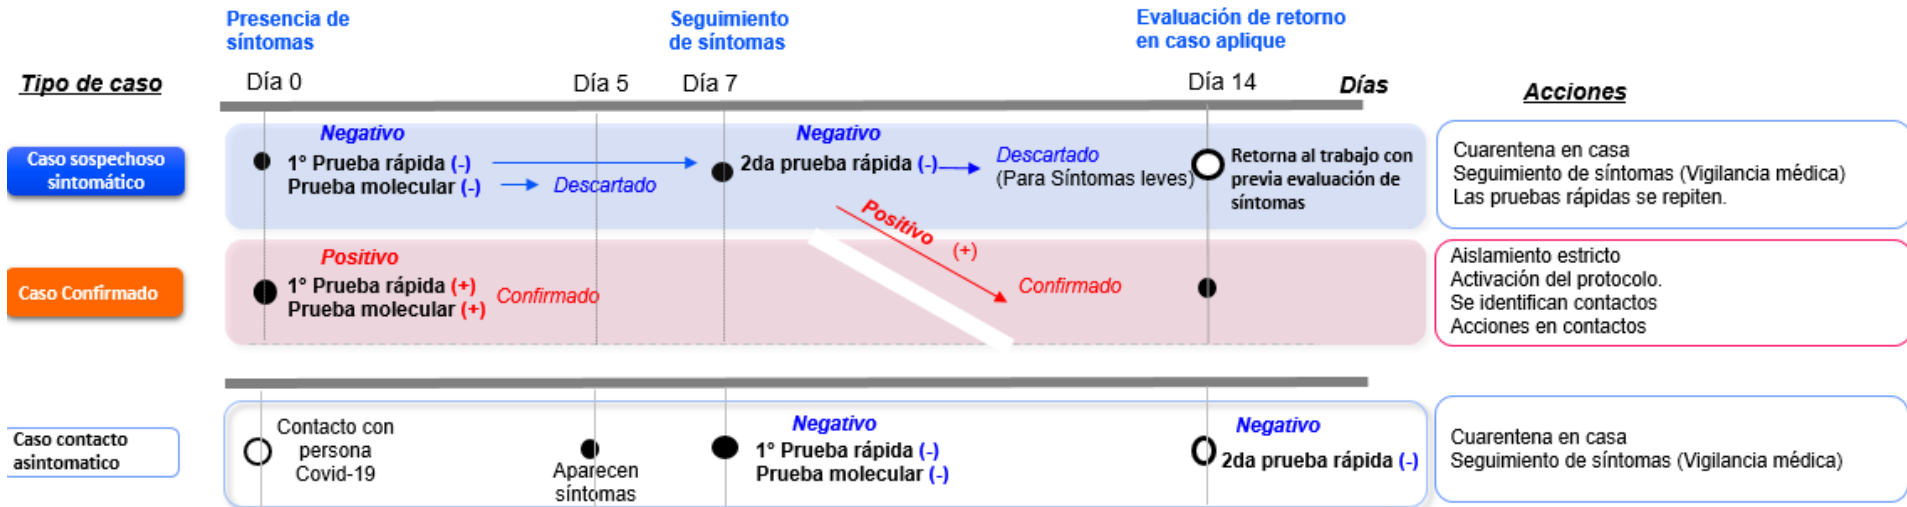 Presencia de
síntomas
Seguimiento
de síntomas
Evaluación de retorno
en caso aplique
Tipo de caso
Día 0
Día 5
Día 7
Día 14
Días
Acciones
Caso sospechoso
sintomático
Negativo
1° Prueba rápida (-)
Prueba molecular (-)
Descartado
Negativo
2da prueba rápida (-)
Descartado
(Para Síntomas leves)
Retorna al trabajo con
previa evaluación de
síntomas
Cuarentena en casa
Seguimiento de síntomas (Vigilancia médica)
Las pruebas rápidas se repiten.
Positivo
(+)
Caso Confirmado
Positivo
1° Prueba rápida (+)
Prueba molecular (+)
Confirmado
Confirmado
Aislamiento estricto
Activación del protocolo.
Se identifican contactos
Acciones en contactos
Caso contacto
asintomatico
Contacto con
persona
Covid-19
Aparecen
síntomas
Negativo
1° Prueba rápida (-)
Prueba molecular (-)
Negativo
2da prueba rápida (-)
Cuarentena en casa
Seguimiento de síntomas (Vigilancia médica)